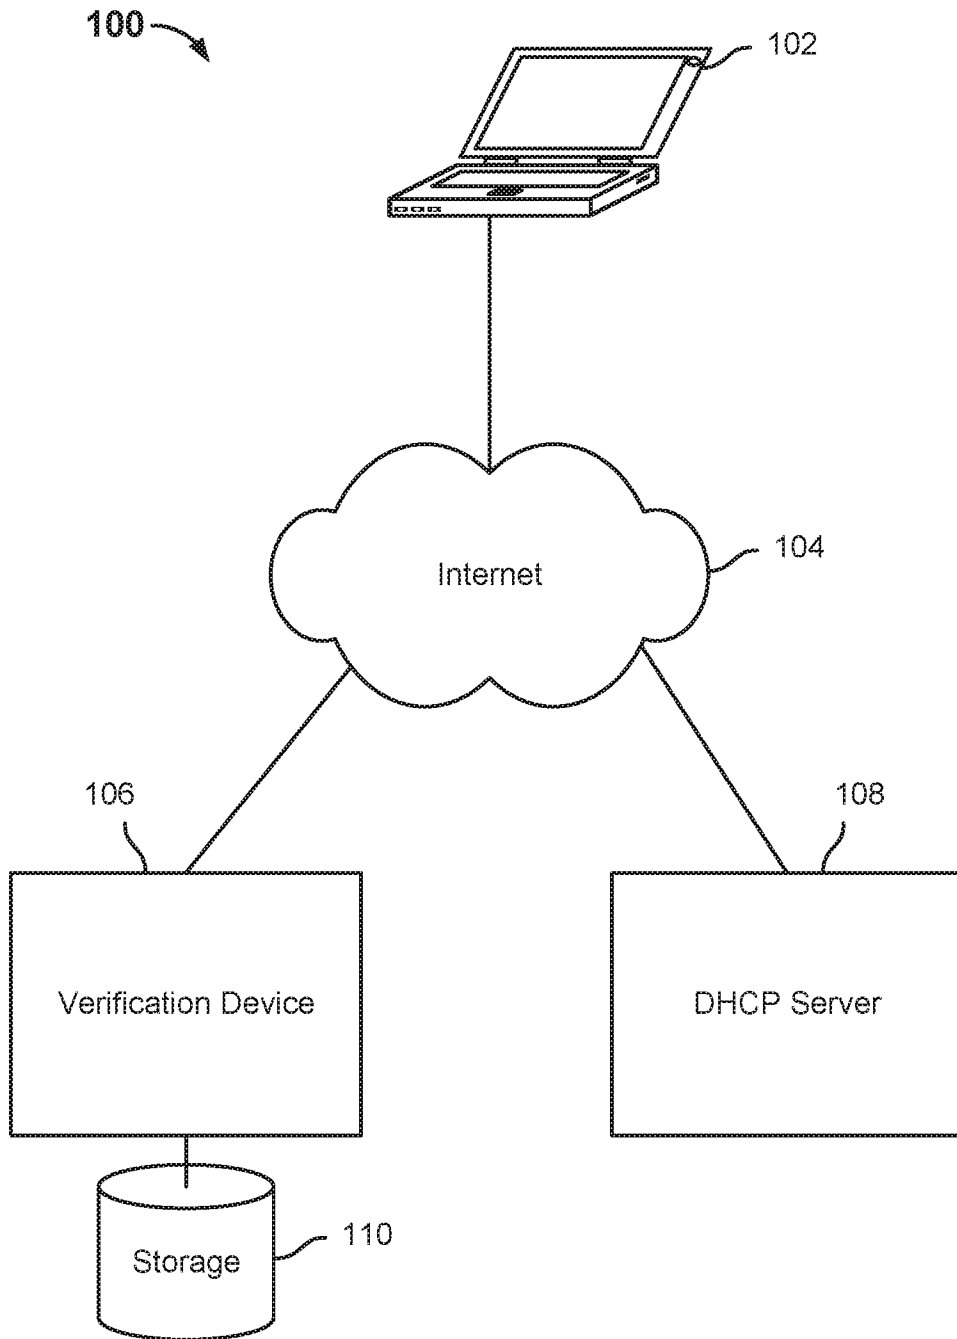 100
102
Internet
104
106
108
Verification Device
DHCP Server
Storage
110